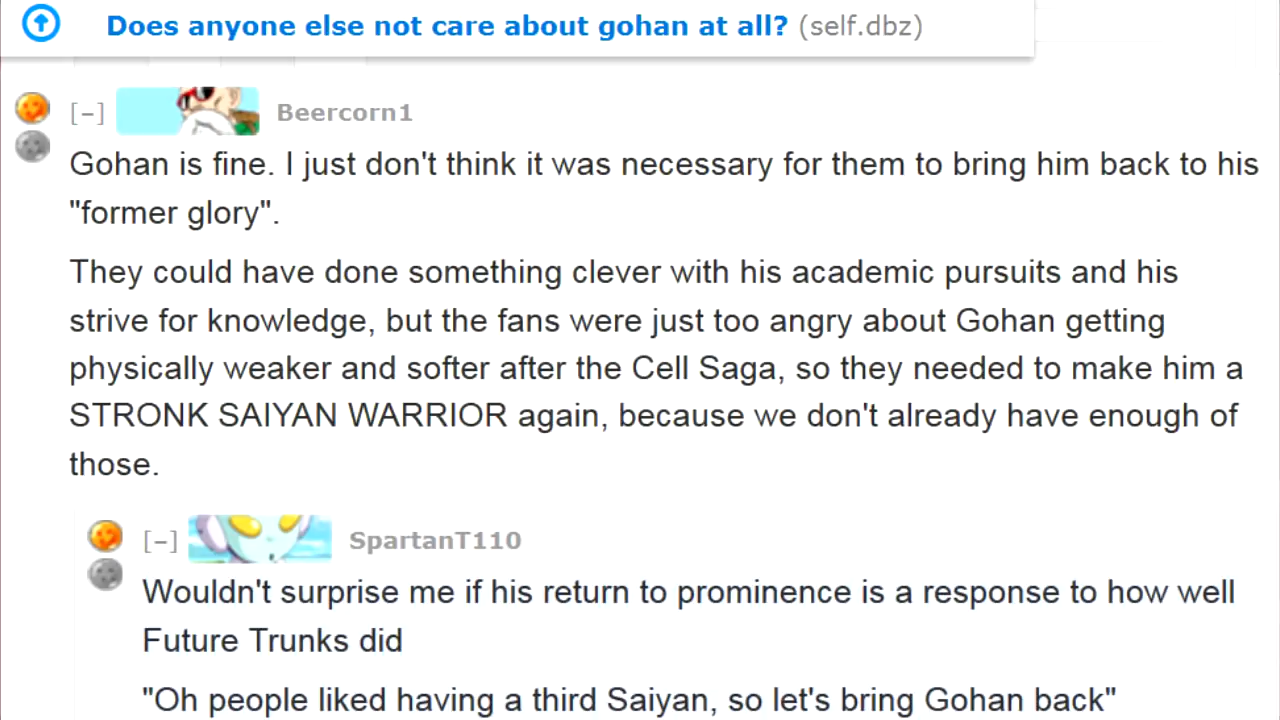 Does anyone else not care about gohan at all? (self.dbz)
[–] Beercorn1
Gohan is fine. I just don't think it was necessary for them to bring him back to his
"former glory".
They could have done something clever with his academic pursuits and his
strive for knowledge, but the fans were just too angry about Gohan getting
physically weaker and softer after the Cell Saga, so they needed to make him a
STRONK SAIYAN WARRIOR again, because we don't already have enough of
those.
[–] SpartanT110
Wouldn't surprise me if his return to prominence is a response to how well
Future Trunks did
"Oh people liked having a third Saiyan, so let's bring Gohan back"